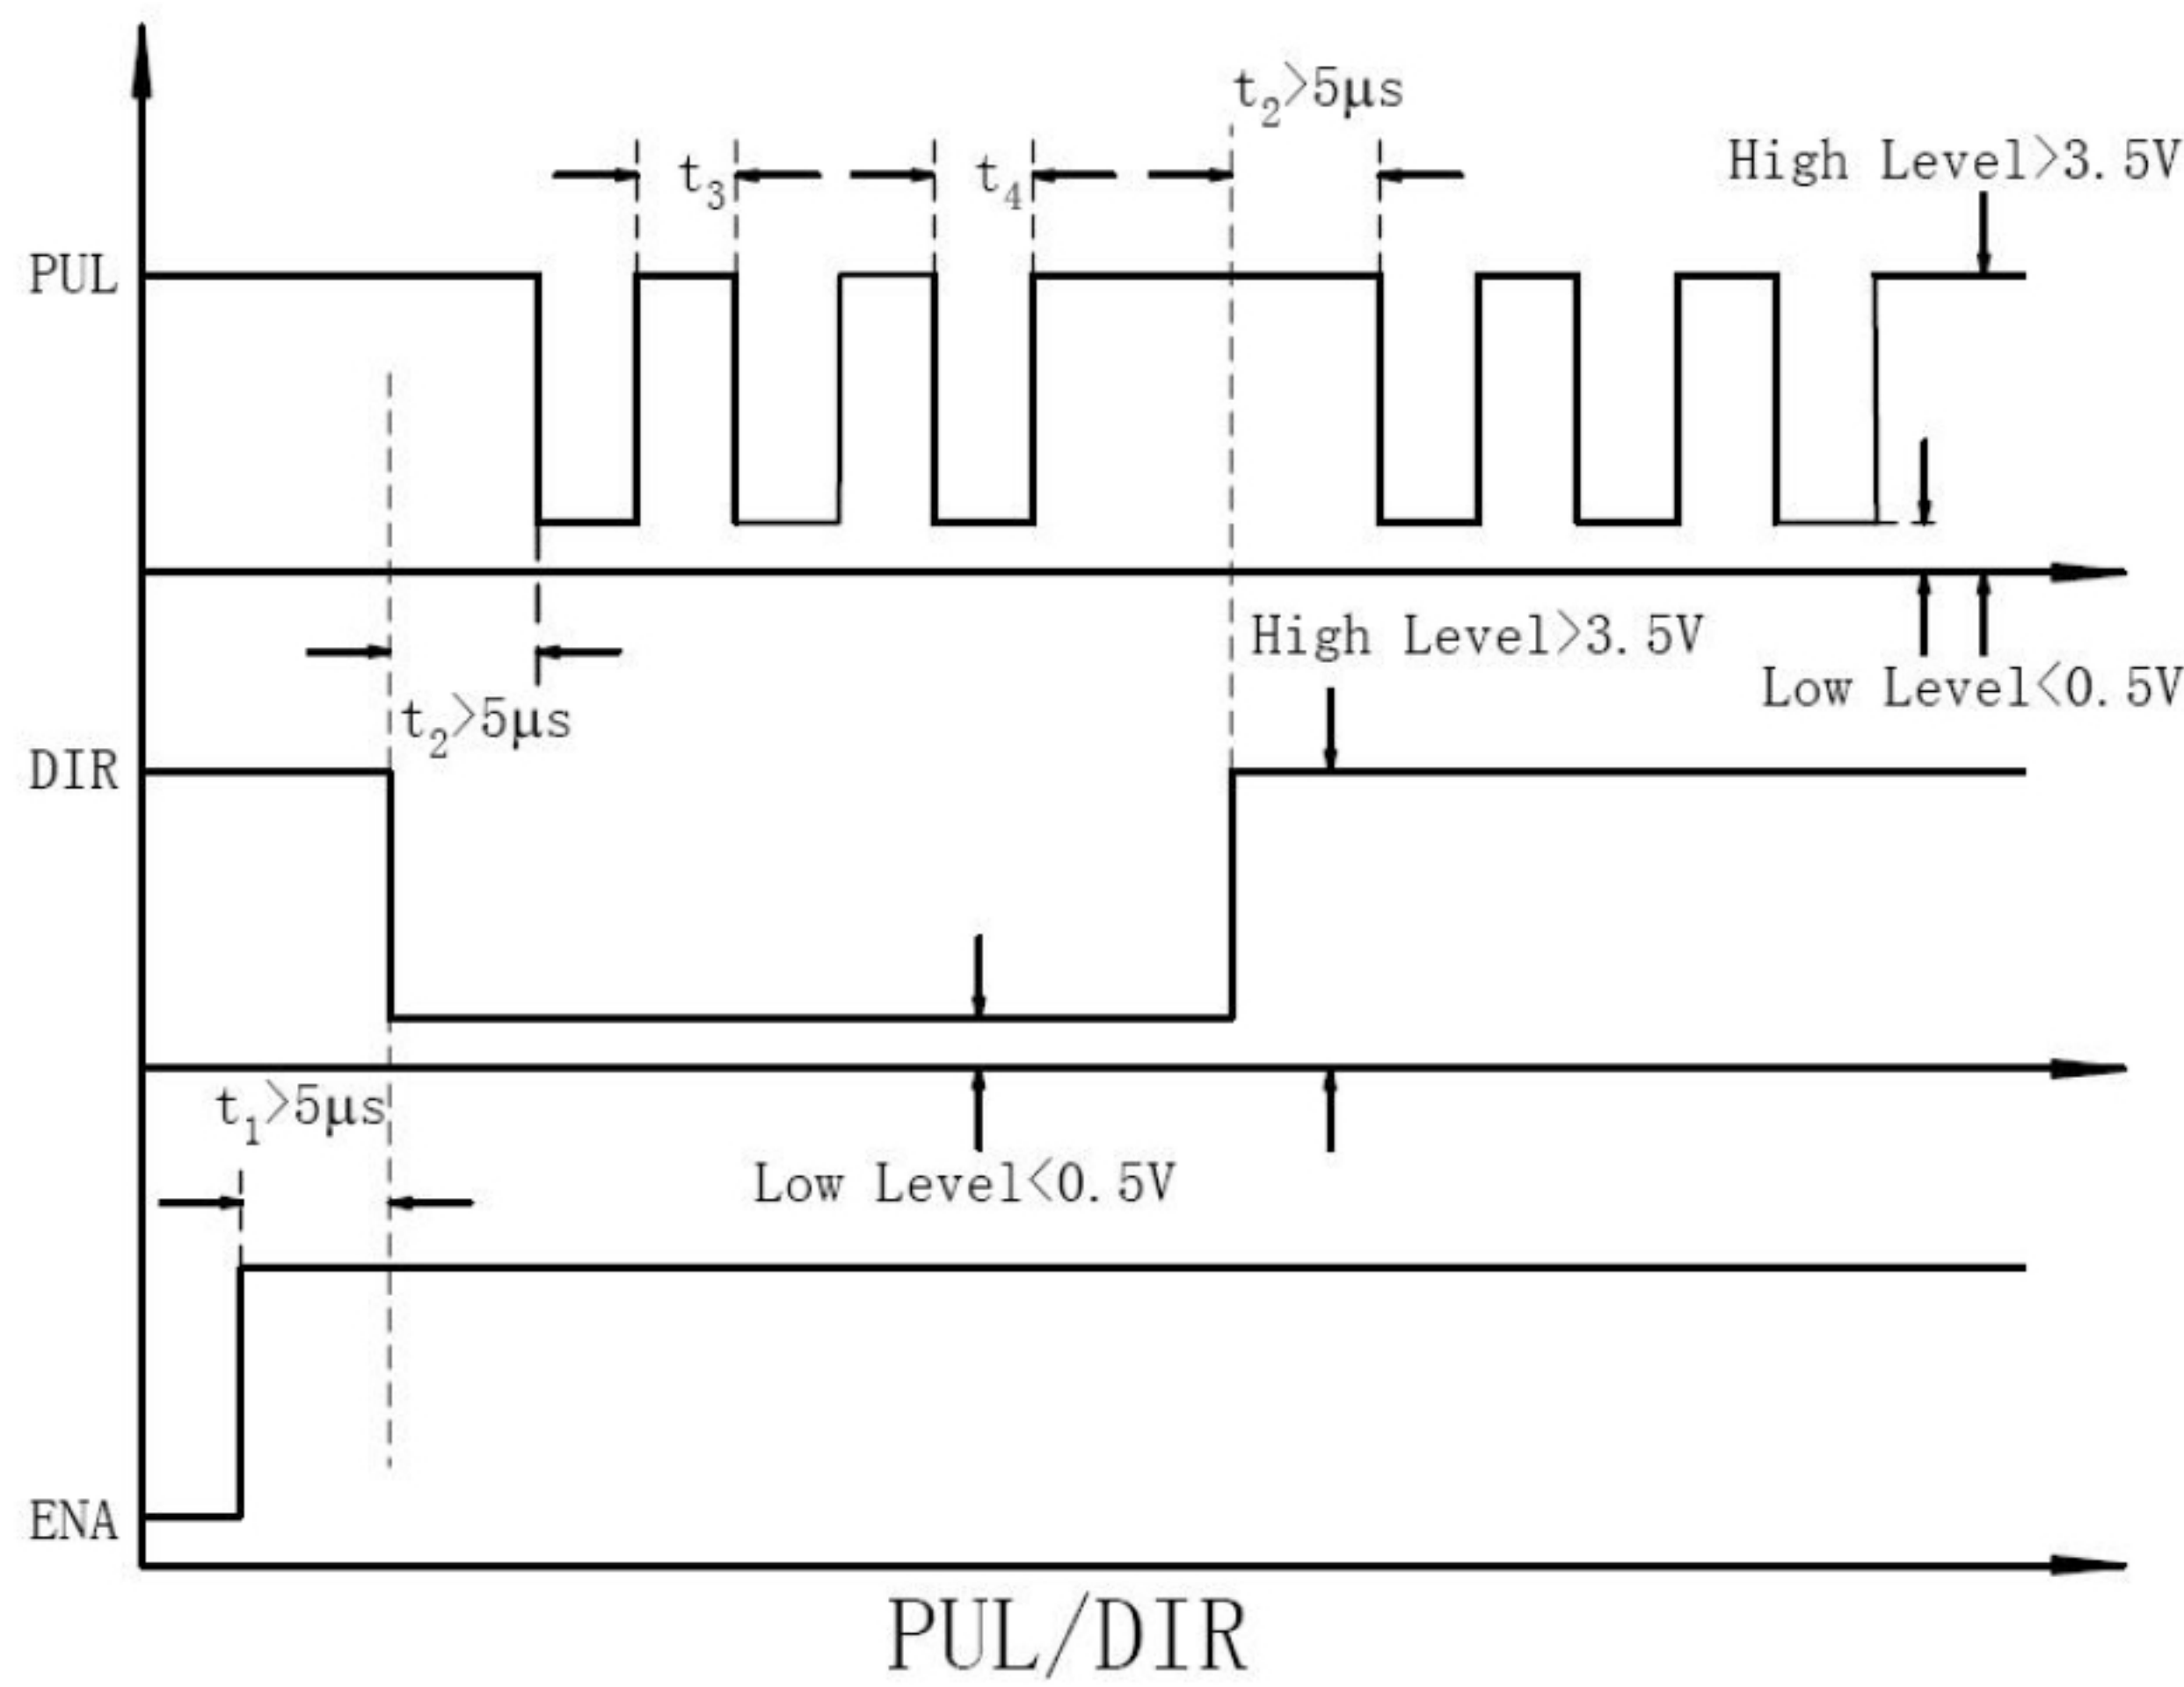 t₂>5μs
t₃
t₄
High Level>3.5V
PUL
High Level>3.5V
Low Level<0.5V
t₂>5μs
DIR
t₁>5μs
Low Level<0.5V
ENA
PUL/DIR